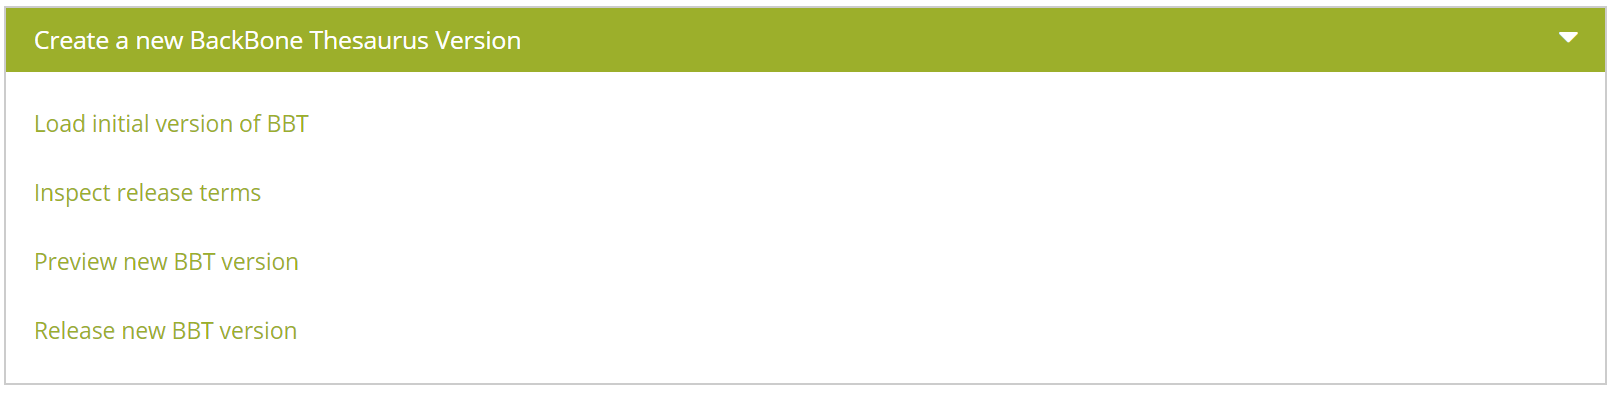 Create a new BackBone Thesaurus Version
Load initial version of BBT
Inspect release terms
Preview new BBT version
Release new BBT version